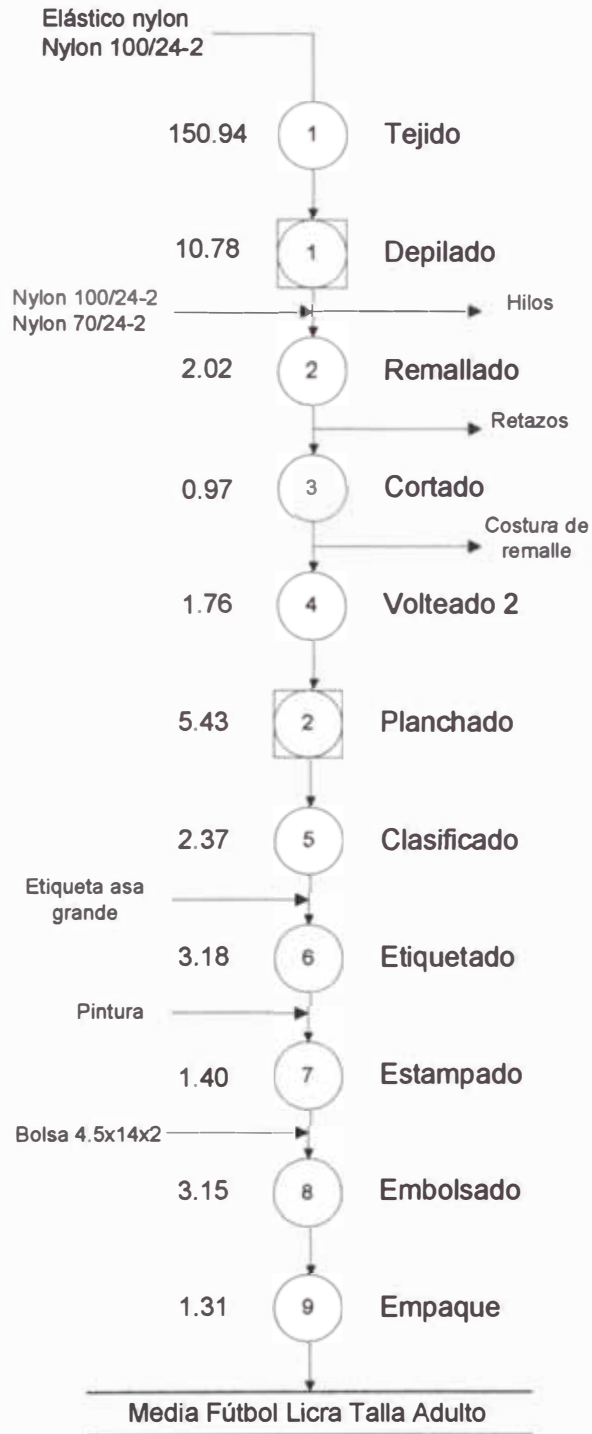 Elástico nylon
Nylon 100/24-2
150.94 1 Tejido
10.78 1 Depilado
Nylon 100/24-2
Nylon 70/24-2
Hilos
2.02 2 Remallado
Retazos
0.97 3 Cortado
Costura de
remalle
1.76 4 Volteado 2
5.43 2 Planchado
2.37 5 Clasificado
Etiqueta asa
grande
3.18 6 Etiquetado
Pintura
1.40 7 Estampado
Bolsa 4.5x14x2
3.15 8 Embolsado
1.31 9 Empaque
Media Fútbol Licra Talla Adulto